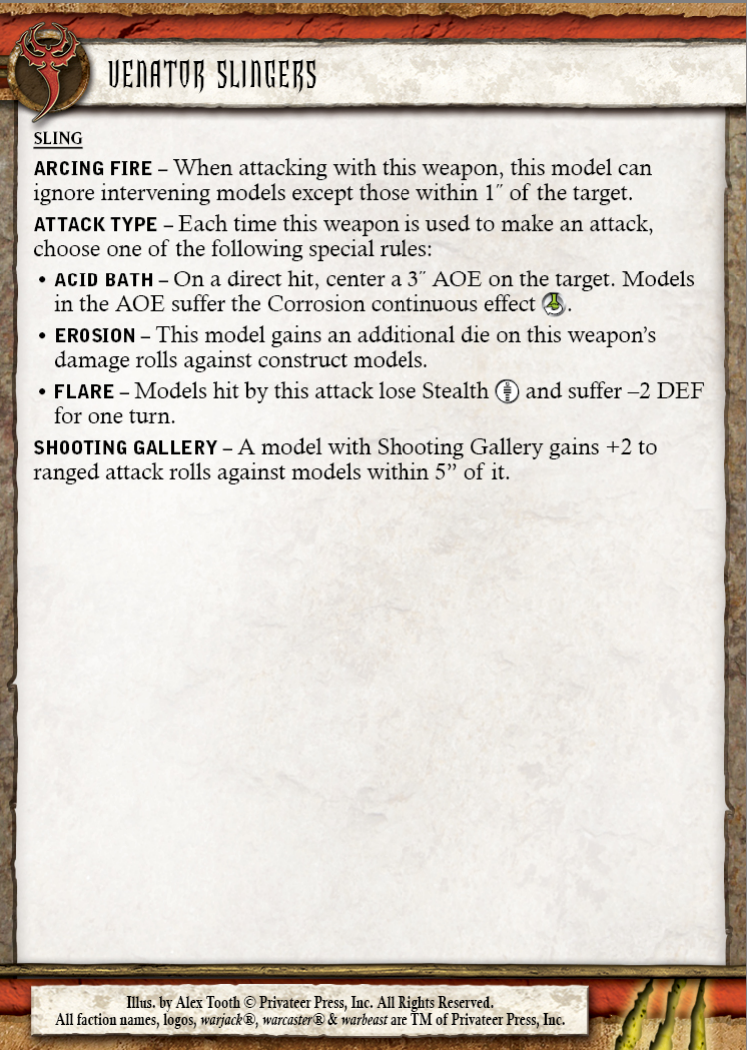 VENATOR SLINGERS
SLING
ARCING FIRE – When attacking with this weapon, this model can
ignore intervening models except those within 1˝ of the target.
ATTACK TYPE – Each time this weapon is used to make an attack,
choose one of the following special rules:
• ACID BATH – On a direct hit, center a 3˝ AOE on the target. Models
in the AOE suffer the Corrosion continuous effect .
• EROSION – This model gains an additional die on this weapon's
damage rolls against construct models.
• FLARE – Models hit by this attack lose Stealth and suffer –2 DEF
for one turn.
SHOOTING GALLERY – A model with Shooting Gallery gains +2 to
ranged attack rolls against models within 5” of it.
Illus. by Alex Tooth © Privateer Press, Inc. All Rights Reserved.
All faction names, logos, warjack®, warcaster® & warbeast are TM of Privateer Press, Inc.